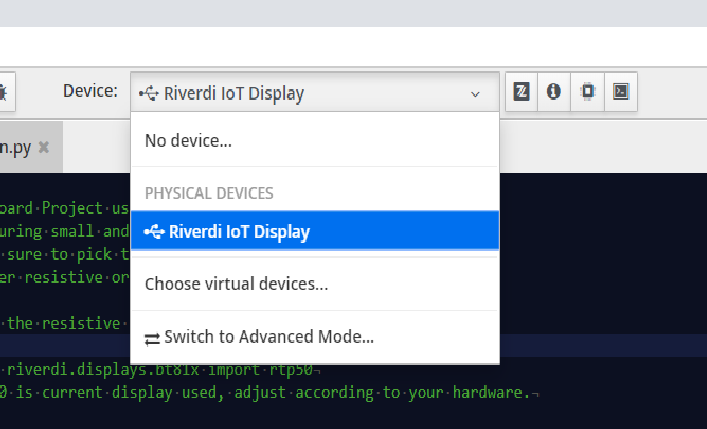 Device: Riverdi IoT Display
n.py
No device...
PHYSICAL DEVICES
Riverdi IoT Display
Choose virtual devices...
Switch to Advanced Mode...
oard·Project·us
uring·small·and
·sure·to·pick·t
er·resistive·or
·the·resistive·
·riverdi.displays.bt81x·import·rtp50¬
0·is·current·display·used,·adjust·according·to·your·hardware.·¬